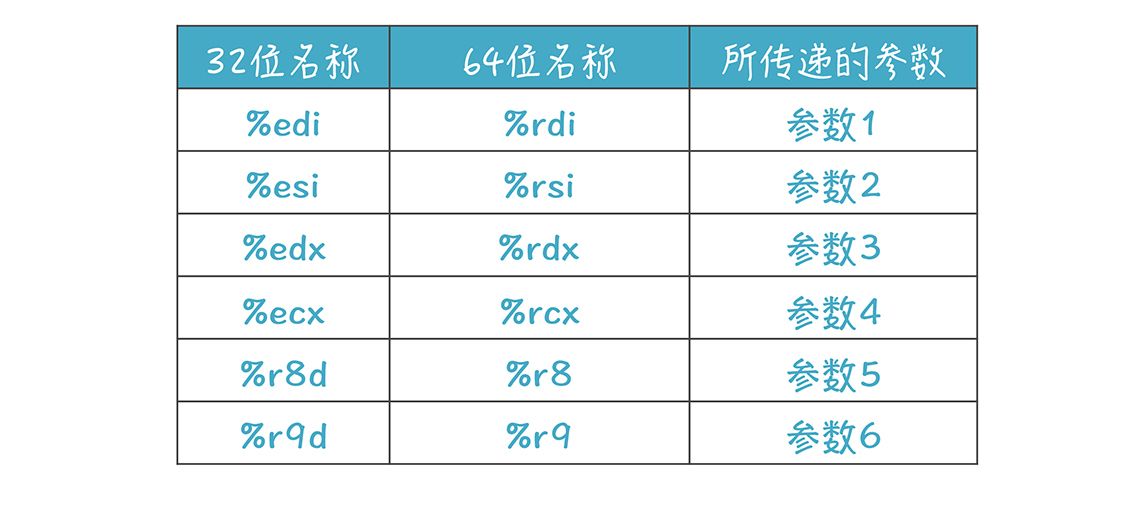 32位名称 64位名称 所传递的参数
%edi %rdi 参数1
%esi %rsi 参数2
%edx %rdx 参数3
%ecx %rcx 参数4
%r8d %r8 参数5
%r9d %r9 参数6